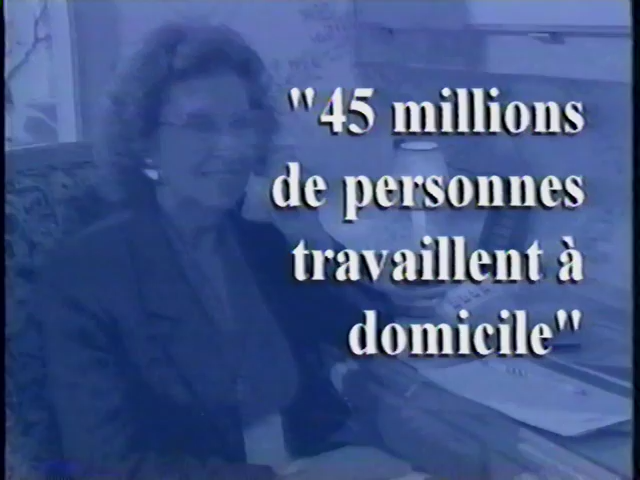 "45 millions
de personnes
travaillent à
domicile"